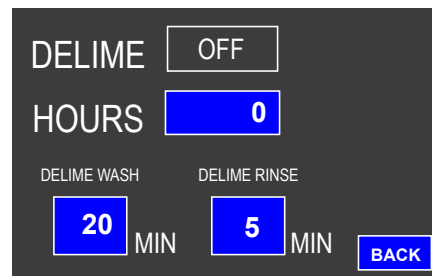 DELIME OFF
HOURS 0
DELIME WASH DELIME RINSE
20 MIN 5 MIN
BACK